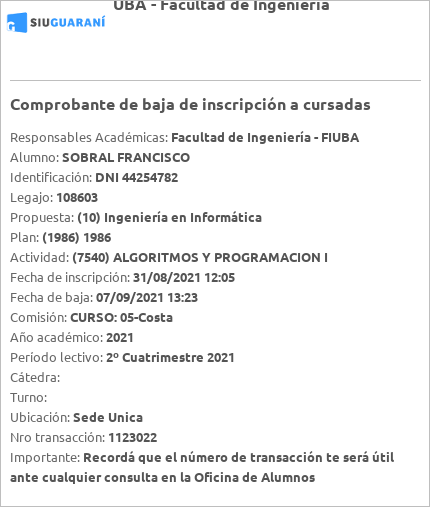 UBA - Facultad de Ingeniería
SIUGUARANÍ
Comprobante de baja de inscripción a cursadas
Responsables Académicas: Facultad de Ingeniería - FIUBA
Alumno: SOBRAL FRANCISCO
Identificación: DNI 44254782
Legajo: 108603
Propuesta: (10) Ingeniería en Informática
Plan: (1986) 1986
Actividad: (7540) ALGORITMOS Y PROGRAMACION I
Fecha de inscripción: 31/08/2021 12:05
Fecha de baja: 07/09/2021 13:23
Comisión: CURSO: 05-Costa
Año académico: 2021
Período lectivo: 2º Cuatrimestre 2021
Cátedra:
Turno:
Ubicación: Sede Unica
Nro transacción: 1123022
Importante: Recordá que el número de transacción te será útil
ante cualquier consulta en la Oficina de Alumnos